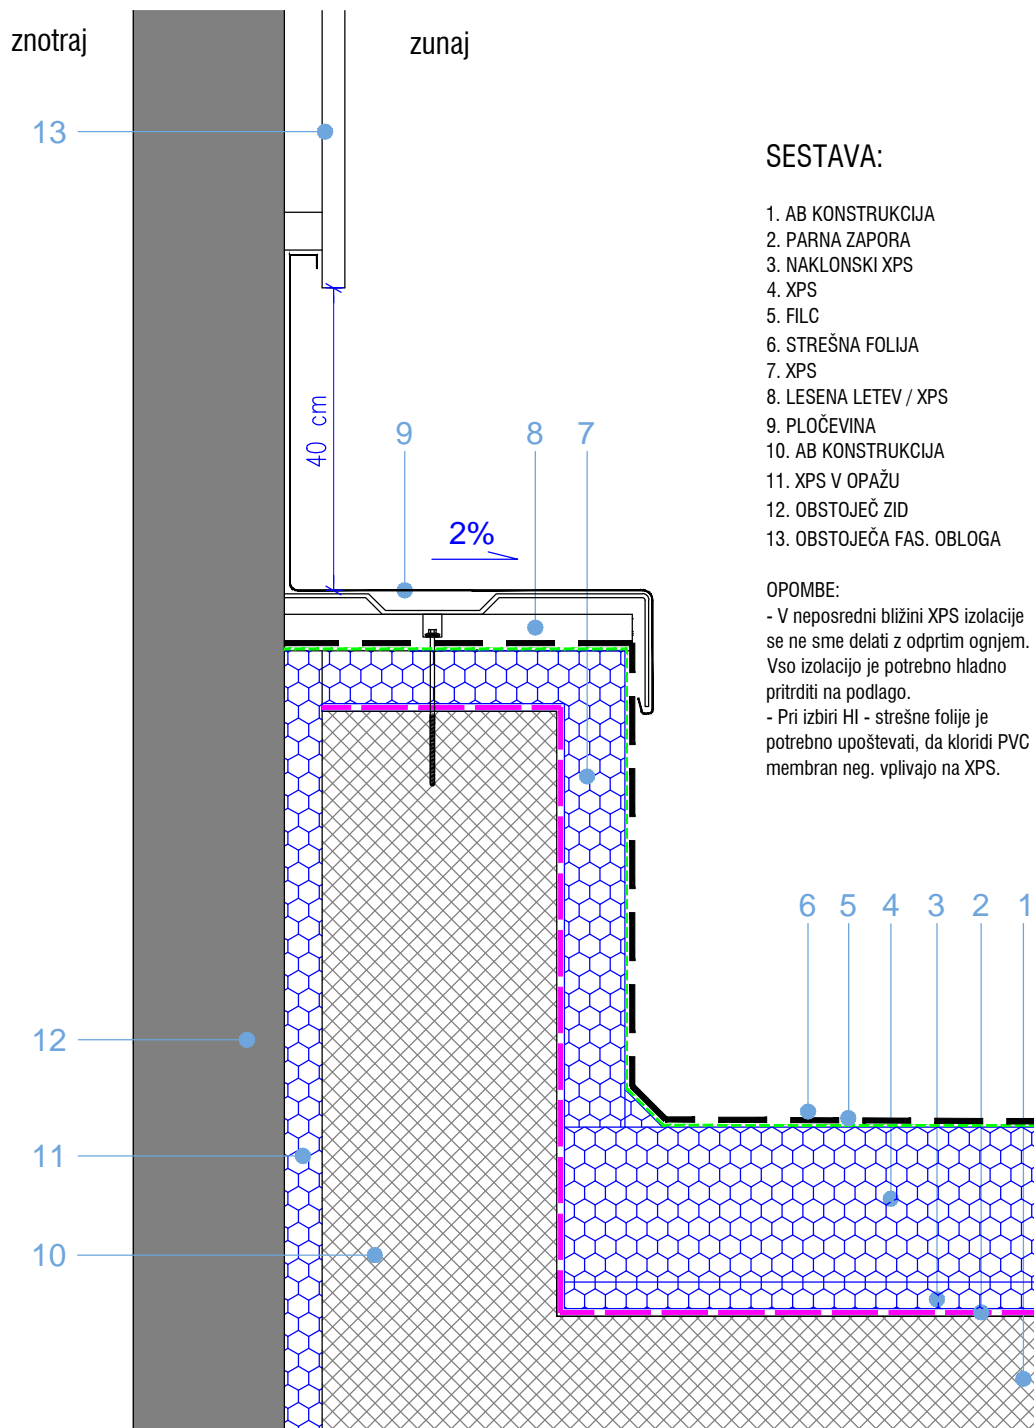 znotraj
zunaj
13
SESTAVA:
1. AB KONSTRUKCIJA
2. PARNA ZAPORA
3. NAKLONSKI XPS
4. XPS
5. FILC
6. STREŠNA FOLIJA
7. XPS
8. LESENA LETEV / XPS
9. PLOČEVINA
10. AB KONSTRUKCIJA
11. XPS V OPAŽU
12. OBSTOJEČ ZID
13. OBSTOJEČA FAS. OBLOGA
OPOMBE:
- V neposredni bližini XPS izolacije
se ne sme delati z odprtim ognjem.
Vso izolacijo je potrebno hladno
pritrditi na podlago.
- Pri izbiri HI - strešne folije je
potrebno upoštevati, da kloridi PVC
membran neg. vplivajo na XPS.
40 cm
9
8
7
2%
6
5
4
3
2
1
12
11
10